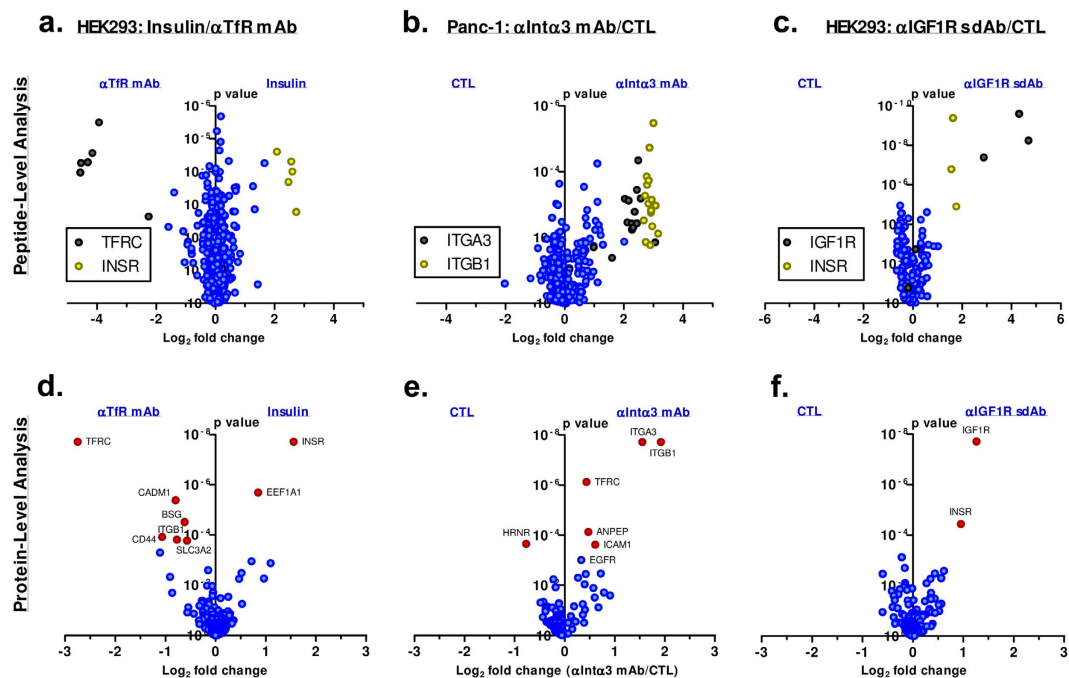 a. HEK293: Insulin/αTfR mAb
b. Panc-1: αIntα3 mAb/CTL
c. HEK293: αIGF1R sdAb/CTL
Peptide-Level Analysis
αTfR mAb
Insulin
p value
10-6
10-5
TFRC
INSR
-4 -2 0 2 4
Log2 fold change
CTL
αIntα3 mAb
p value
10-6
10-4
ITGA3
ITGB1
-5 0 5
Log2 fold change
CTL
αIGF1R sdAb
p value
10-10
10-8
10-6
IGF1R
INSR
-6 -4 -2 0 2 4 6
Log2 fold change
Protein-Level Analysis
d.
αTfR mAb
Insulin
p value
10-8
10-6
10-4
TFRC
INSR
CADM1
EEF1A1
BSG
ITGB1
CD44
SLC3A2
-3 -2 -1 0 1 2 3
Log2 fold change
e.
CTL
αIntα3 mAb
p value
10-8
10-6
10-4
ITGA3
ITGB1
TFRC
HRNR
ANPEP
ICAM1
EGFR
-3 -2 -1 0 1 2 3
Log2 fold change (αIntα3 mAb/CTL)
f.
CTL
αIGF1R sdAb
p value
10-8
10-6
10-4
IGF1R
INSR
-3 -2 -1 0 1 2 3
Log2 fold change